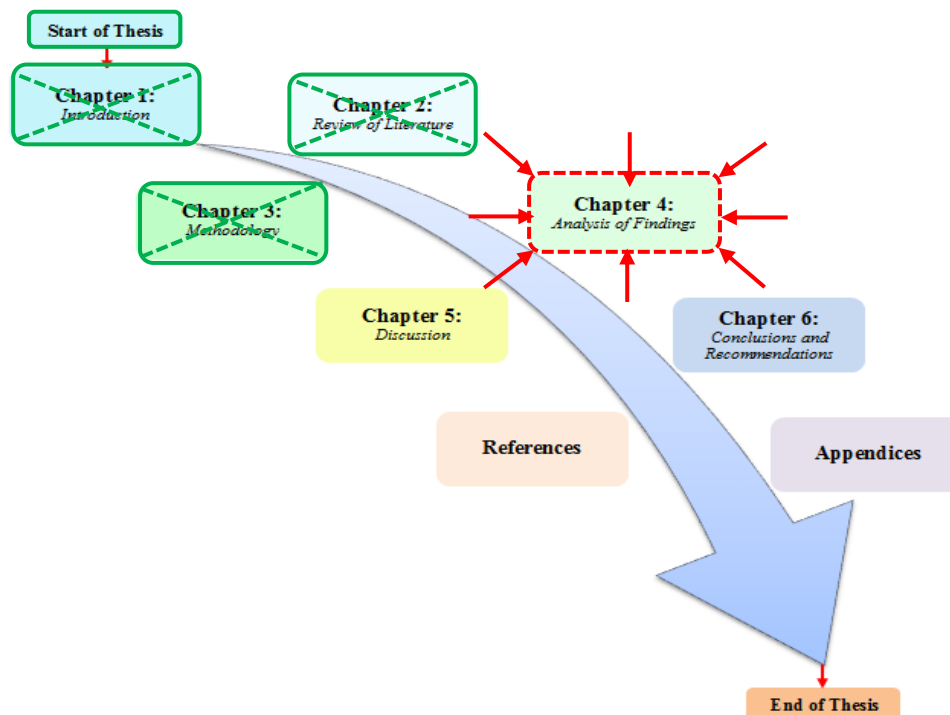 Start of Thesis
Chapter 1:
Introduction
Chapter 2:
Review of Literature
Chapter 3:
Methodology
Chapter 4:
Analysis of Findings
Chapter 5:
Discussion
Chapter 6:
Conclusions and
Recommendations
References
Appendices
End of Thesis